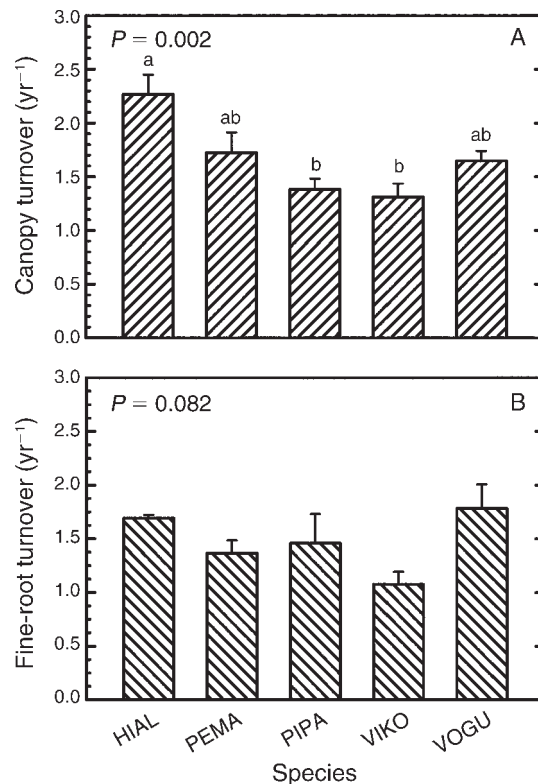 3.0
P = 0.002
A
a
2.5
ab
ab
2.0
b
b
1.5
1.0
0.5
0.0
Canopy turnover (yr⁻¹)
3.0
P = 0.082
B
2.5
2.0
1.5
1.0
0.5
0.0
Fine-root turnover (yr⁻¹)
HIAL
PEMA
PIPA
VIKO
VOGU
Species